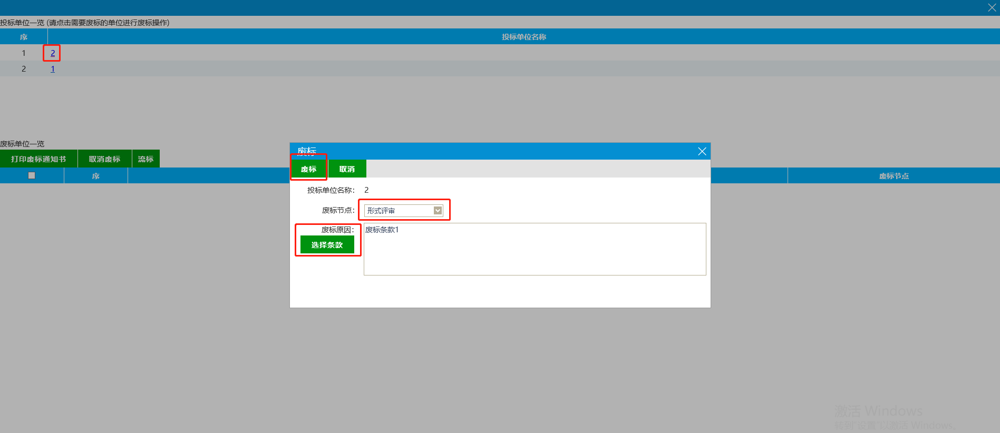 投标单位一览 (请点击需要废标的单位进行废标操作)
序 投标单位名称
1 2
2 1
废标单位一览
打印废标通知书 取消废标 流标
序 废标节点
废标
废标 取消
投标单位名称： 2
废标节点： 形式评审
废标原因： 废标条款1
选择条款
激活 Windows
转到"设置"以激活 Windows。